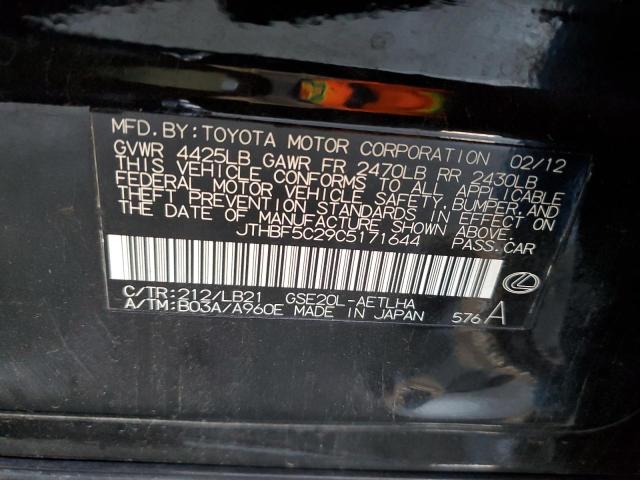 MFD. BY: TOYOTA MOTOR CORPORATION 02/12
GVWR 4425LB GAWR FR 2470LB RR 2430LB
THIS VEHICLE CONFORMS TO ALL APPLICABLE
FEDERAL MOTOR VEHICLE SAFETY, BUMPER, AND
THEFT PREVENTION STANDARDS IN EFFECT ON
THE DATE OF MANUFACTURE SHOWN ABOVE.
JTHBF5C29C5171644 PASS. CAR
C/TR: 212/LB21 GSE20L-AETLHA
A/TM: B03A/A960E MADE IN JAPAN 576 A